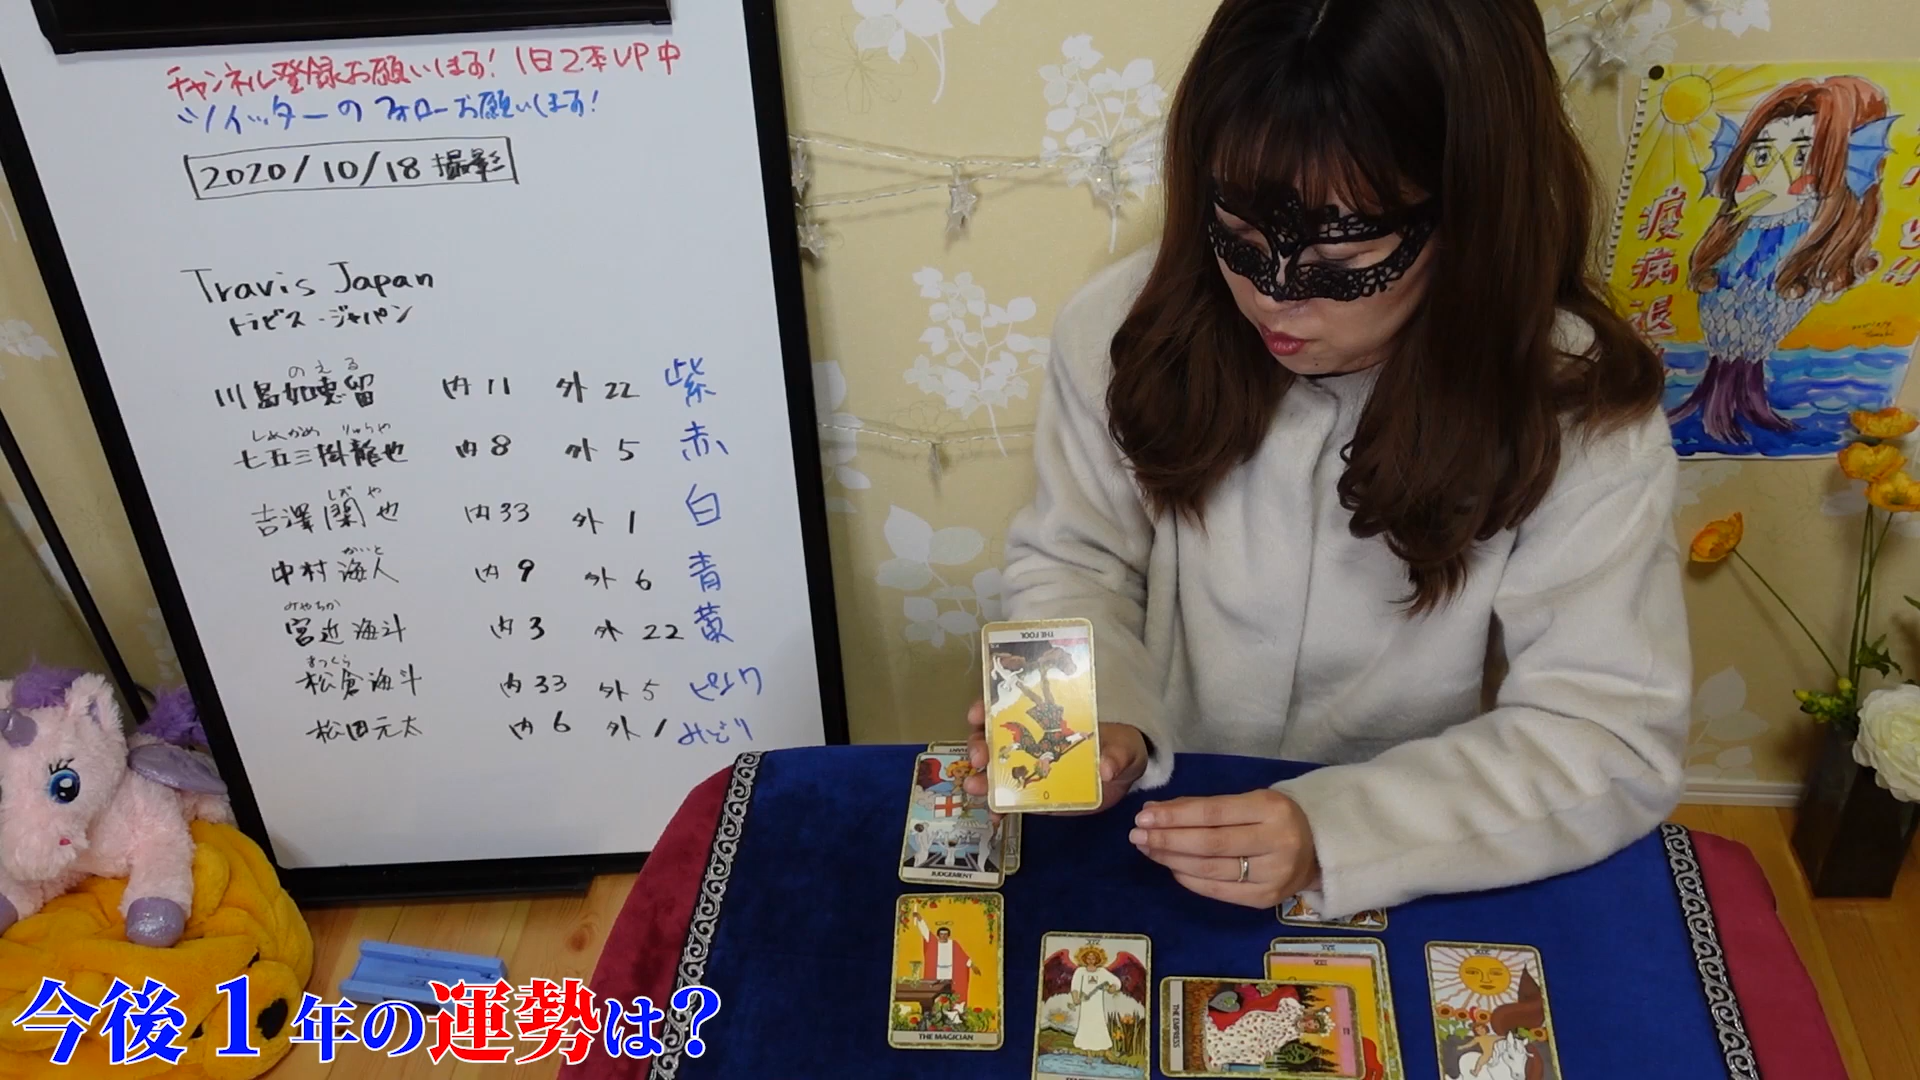 チャンネル登録お願いします! 1日2本UP中
ツイッターの フォローお願いします!
2020/10/18 撮影
Travis Japan
トラビス・ジャパン
のえる
川島如恵留 内 11 外 22 紫
しめかけ りゅうや
七五三掛龍也 内 8 外 5 赤
しず や
吉澤閑也 内 33 外 1 白
かいと
中村海人 内 9 外 6 青
みやちか
宮近海斗 内 3 外 22 黄
まつくら
松倉海斗 内 33 外 5 ピンク
松田元太 内 6 外 1 みどり
疫病退
THE FOOL
0
JUDGEMENT
THE MAGICIAN
XIV
THE EMPRESS
III
XIX
今後1年の運勢は?